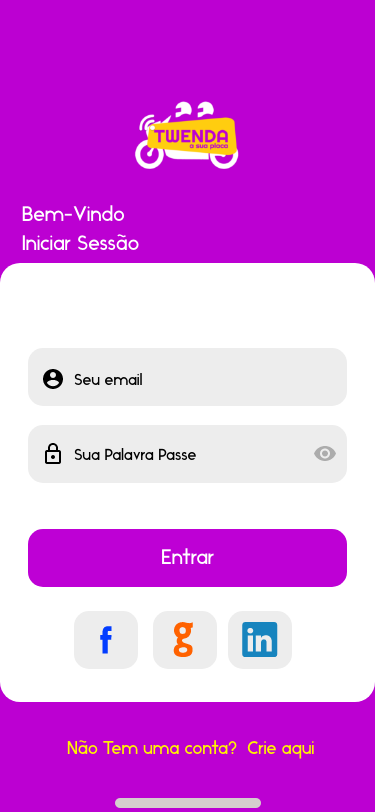 TWENDA
a sua placa
Bem-Vindo
Iniciar Sessão
Seu email
Sua Palavra Passe
Entrar
f g in
Não Tem uma conta? Crie aqui